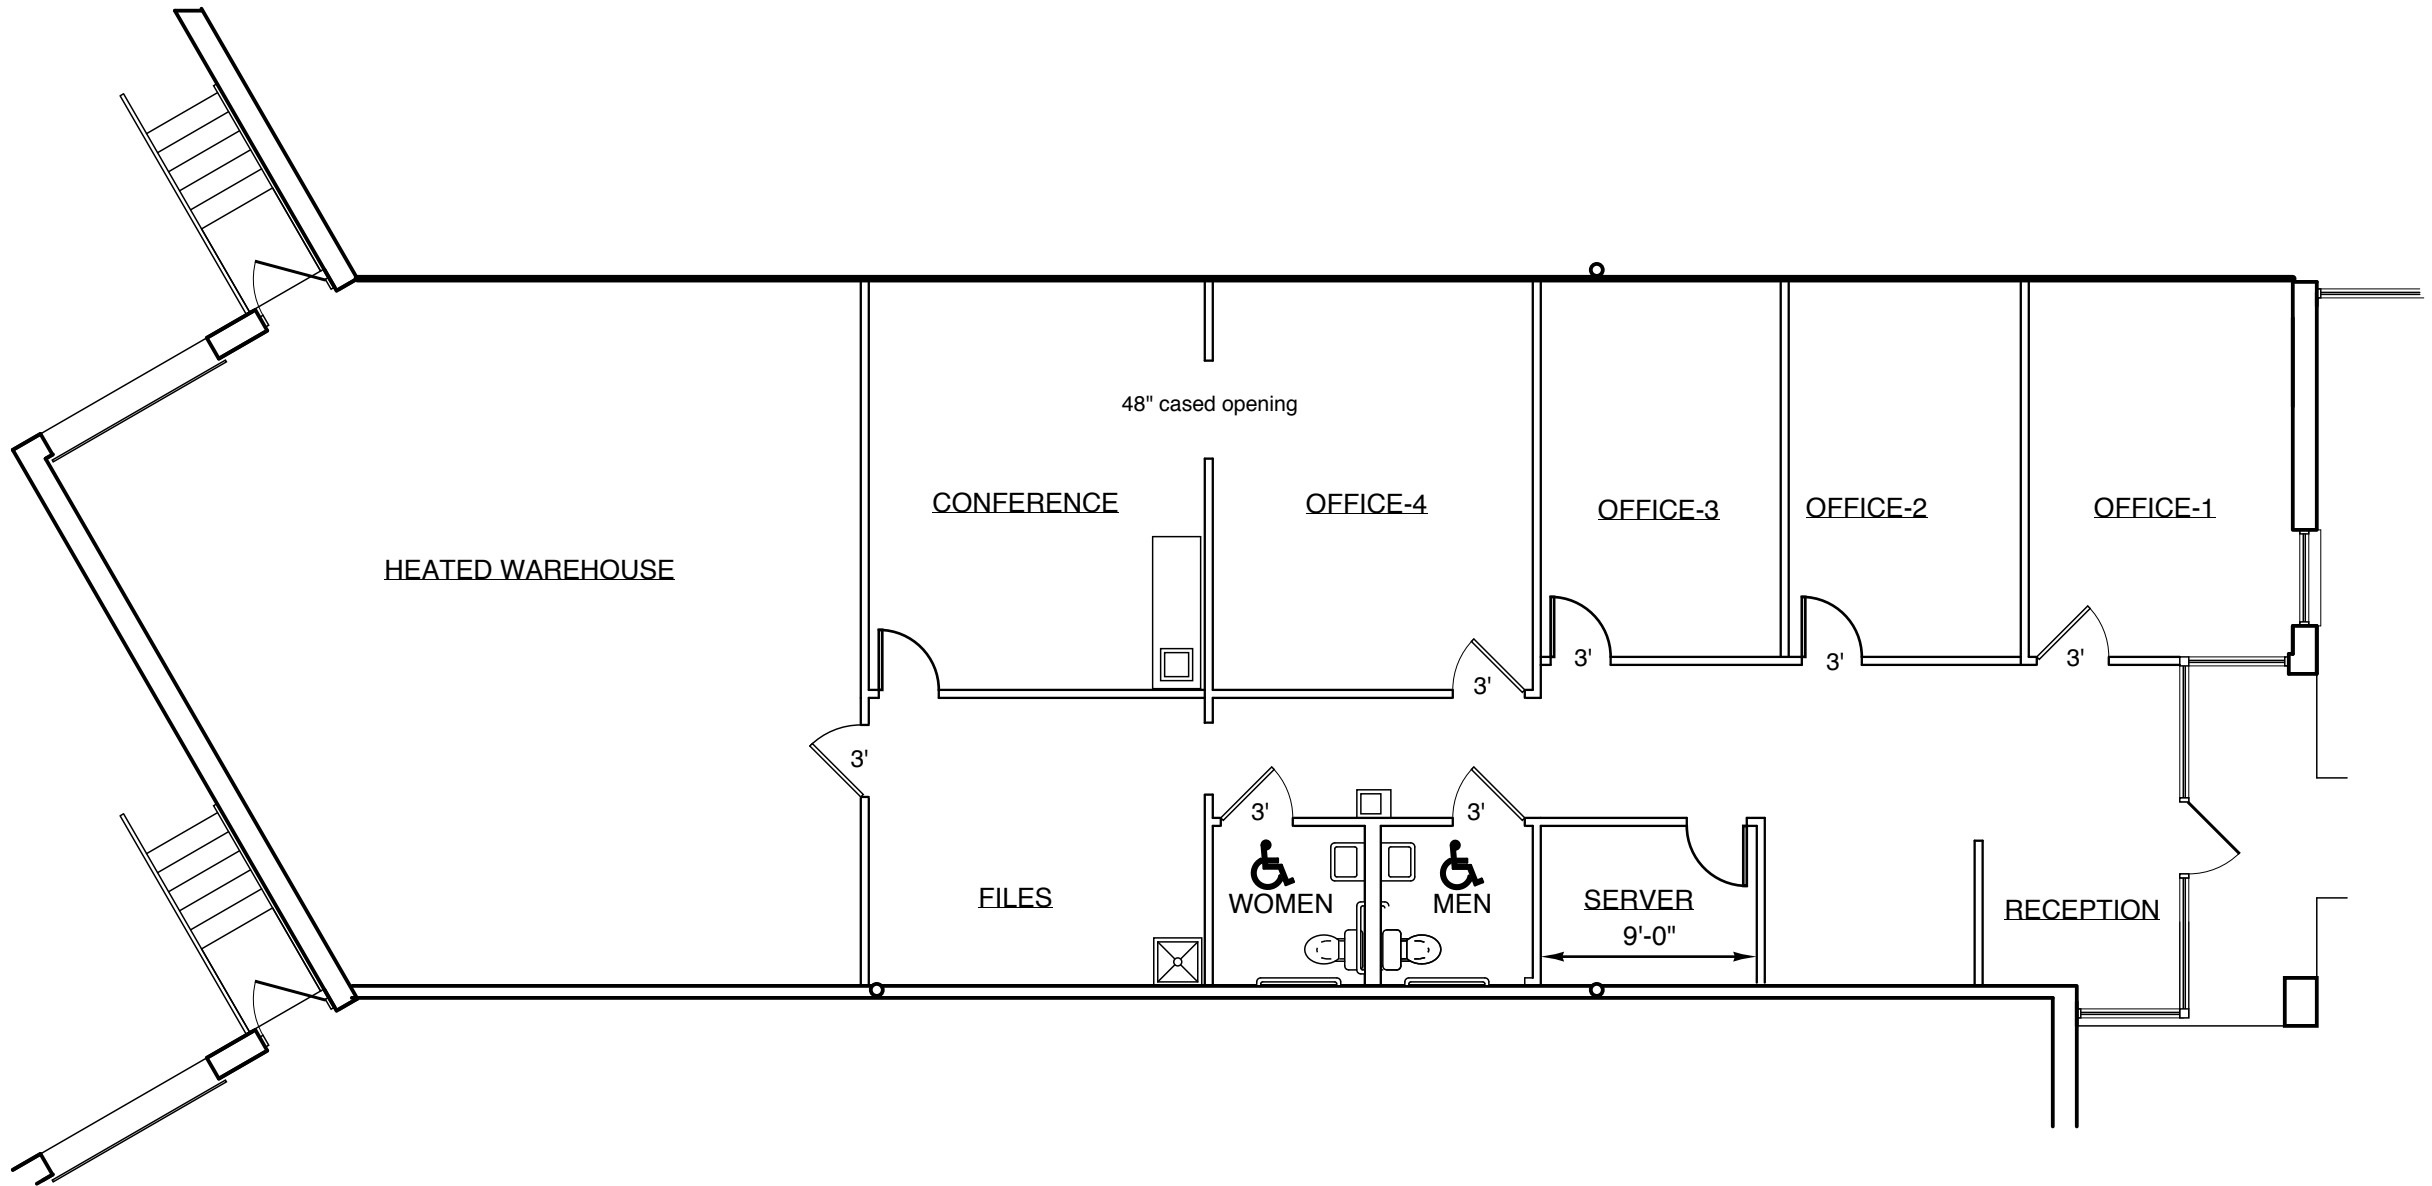 48" cased opening
CONFERENCE
OFFICE-4
OFFICE-3
OFFICE-2
OFFICE-1
HEATED WAREHOUSE
3'
3'
3'
3'
3'
3'
3'
FILES
WOMEN
MEN
SERVER
9'-0"
RECEPTION